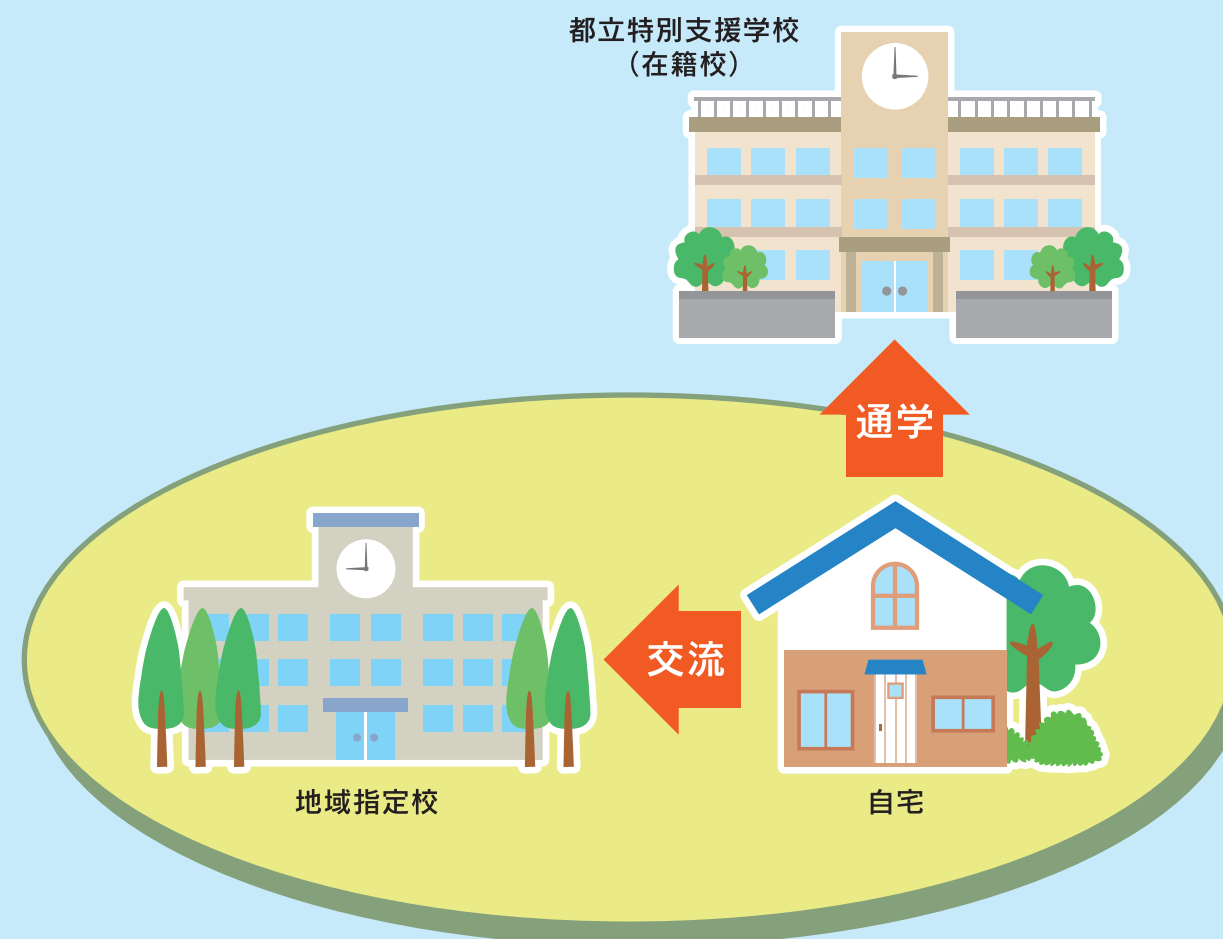 都立特別支援学校
（在籍校）
通学
交流
地域指定校
自宅